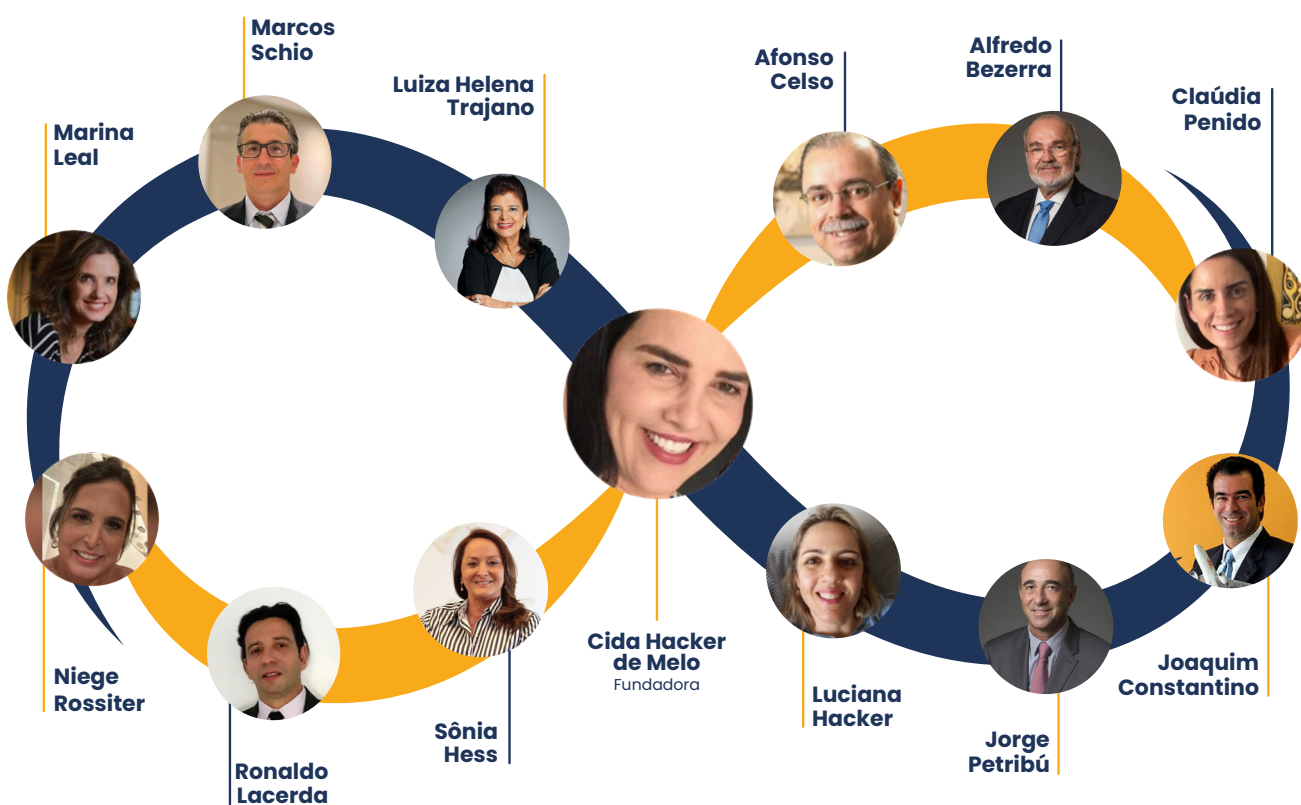 Marcos
Schio
Luiza Helena
Trajano
Marina
Leal
Afonso
Celso
Alfredo
Bezerra
Claúdia
Penido
Niege
Rossiter
Ronaldo
Lacerda
Sônia
Hess
Cida Hacker
de Melo
Fundadora
Luciana
Hacker
Jorge
Petribú
Joaquim
Constantino